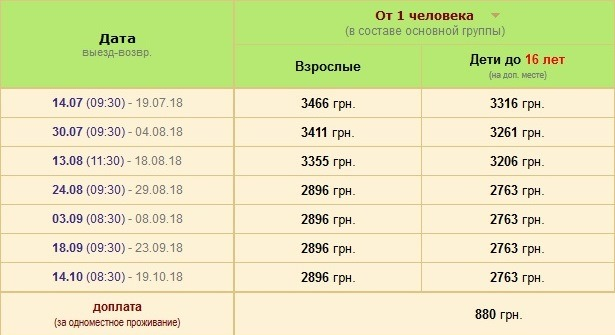 Дата
выезд-возвр.
От 1 человека
(в составе основной группы)
Взрослые
Дети до 16 лет
(на доп. месте)
14.07 (09:30) - 19.07.18 3466 грн. 3316 грн.
30.07 (09:30) - 04.08.18 3411 грн. 3261 грн.
13.08 (11:30) - 18.08.18 3355 грн. 3206 грн.
24.08 (09:30) - 29.08.18 2896 грн. 2763 грн.
03.09 (08:30) - 08.09.18 2896 грн. 2763 грн.
18.09 (09:30) - 23.09.18 2896 грн. 2763 грн.
14.10 (08:30) - 19.10.18 2896 грн. 2763 грн.
доплата
(за одноместное проживание)
880 грн.